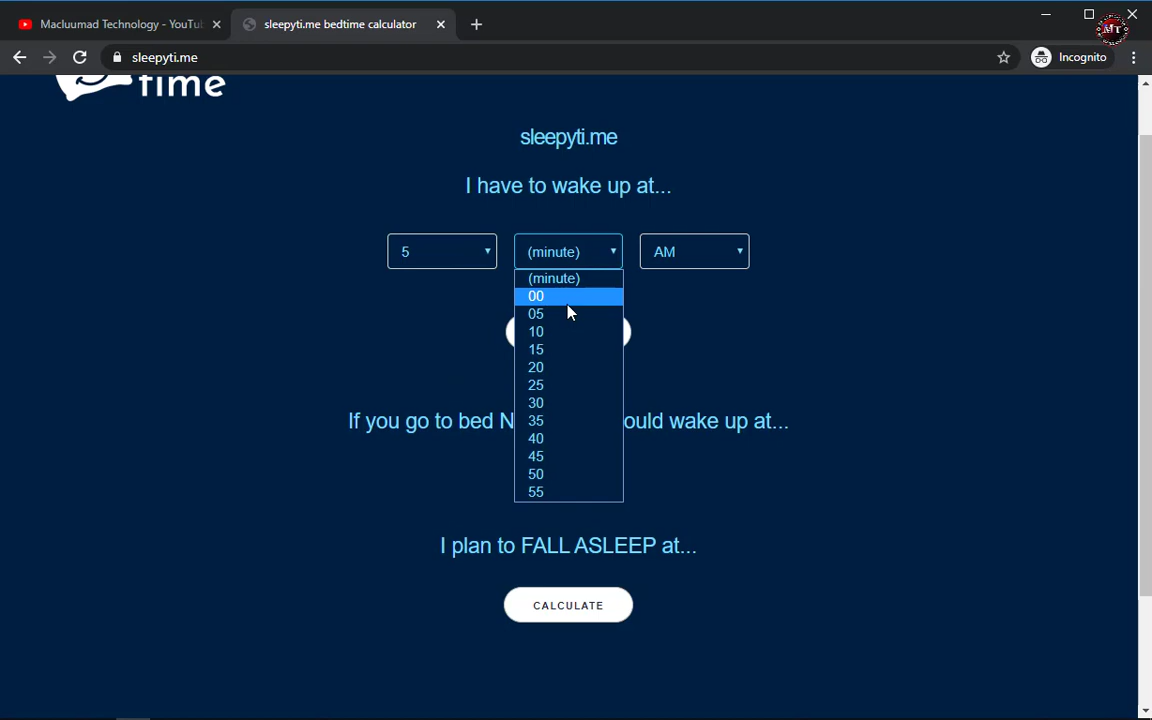 Macluumad Technology - YouTu
sleepyti.me bedtime calculator
MT
sleepyti.me
Incognito
time
sleepyti.me
I have to wake up at...
5
(minute)
AM
(minute)
00
05
10
15
20
25
30
35
40
45
50
55
If you go to bed N ould wake up at...
I plan to FALL ASLEEP at...
CALCULATE